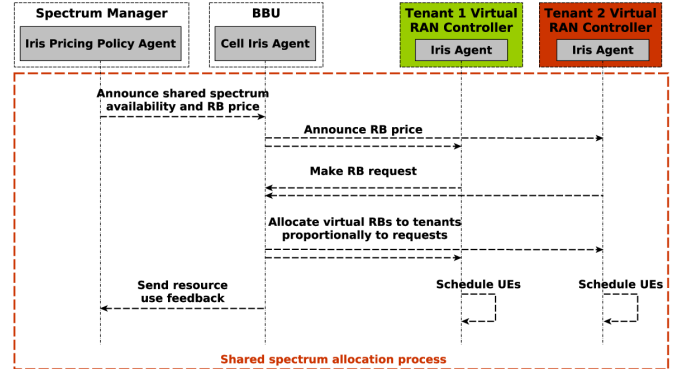 Spectrum Manager
Iris Pricing Policy Agent
BBU
Cell Iris Agent
Tenant 1 Virtual
RAN Controller
Iris Agent
Tenant 2 Virtual
RAN Controller
Iris Agent
Announce shared spectrum
availability and RB price
Announce RB price
Make RB request
Allocate virtual RBs to tenants
proportionally to requests
Send resource
use feedback
Schedule UEs
Schedule UEs
Shared spectrum allocation process